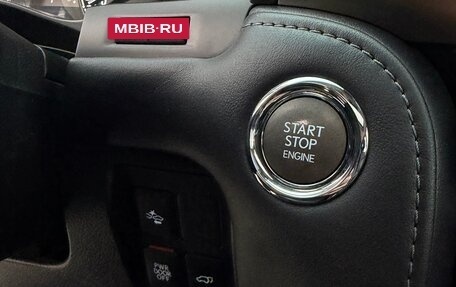 MBIB-RU
START
STOP
ENGINE
PWR
DOOR
OFF